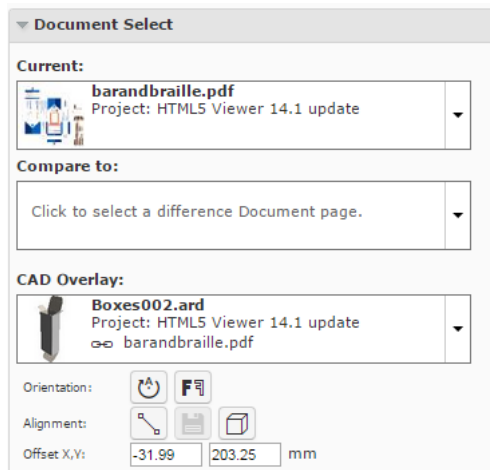 Document Select
Current:
barandbraille.pdf
Project: HTML5 Viewer 14.1 update
Compare to:
Click to select a difference Document page.
CAD Overlay:
Boxes002.ard
Project: HTML5 Viewer 14.1 update
barandbraille.pdf
Orientation:
Alignment:
Offset X,Y: -31.99 203.25 mm